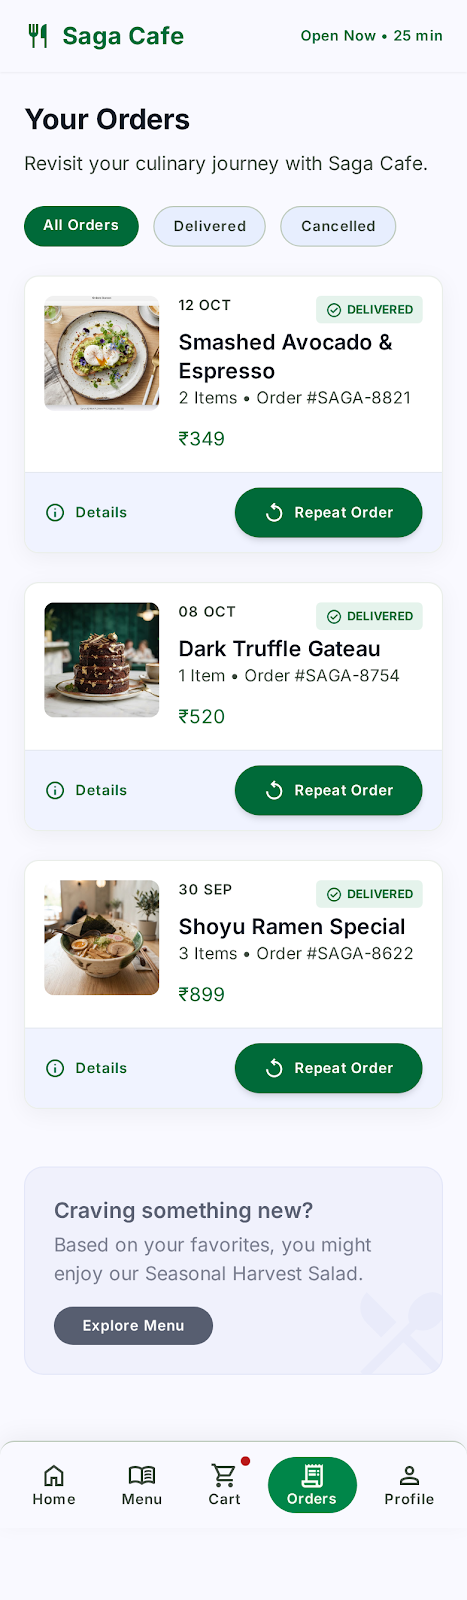 Saga Cafe
Open Now • 25 min
Your Orders
Revisit your culinary journey with Saga Cafe.
All Orders
Delivered
Cancelled
12 OCT
DELIVERED
Smashed Avocado &
Espresso
2 Items • Order #SAGA-8821
₹349
Details
Repeat Order
08 OCT
DELIVERED
Dark Truffle Gateau
1 Item • Order #SAGA-8754
₹520
Details
Repeat Order
30 SEP
DELIVERED
Shoyu Ramen Special
3 Items • Order #SAGA-8622
₹899
Details
Repeat Order
Craving something new?
Based on your favorites, you might
enjoy our Seasonal Harvest Salad.
Explore Menu
Home
Menu
Cart
Orders
Profile